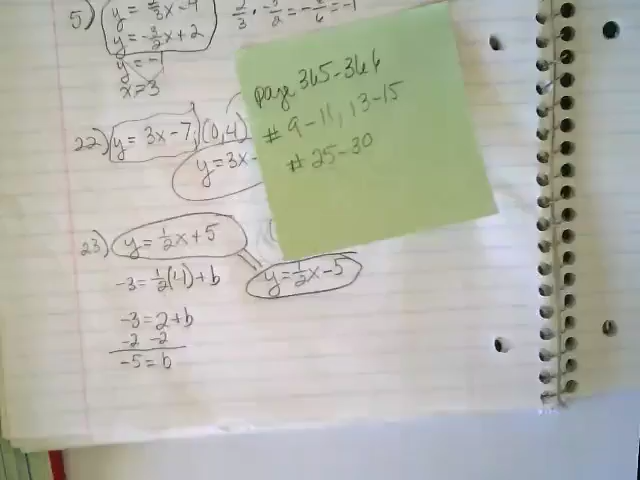 5) y = 2/3x - 4
2/3 · -3/2 = -6/6 = -1
y = -3/2x + 2
y = -1
x = 3
22) y = 3x - 7, (0, 4)
y = 3x -
23) y = 1/2x + 5
y = 1/2x - 5
-3 = 1/2(4) + b
-3 = 2 + b
-2 -2
-5 = b
page 365-366
# 9-11, 13-15
# 25-30